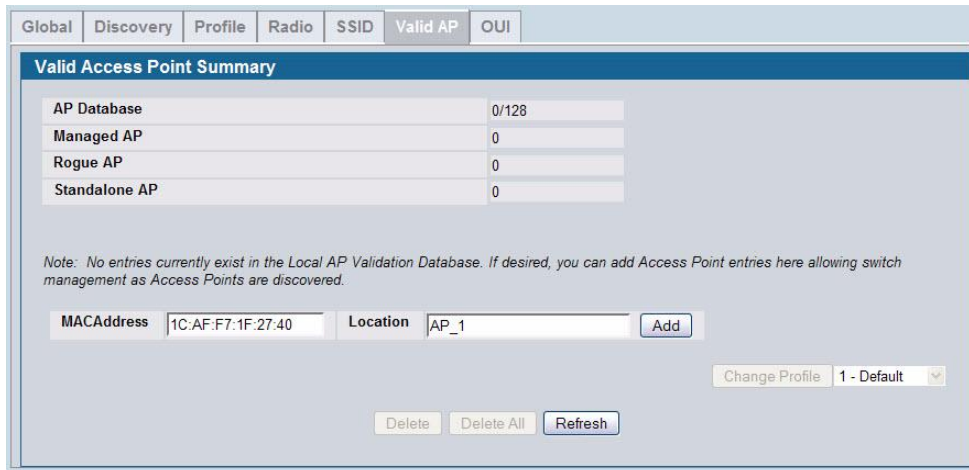 Global Discovery Profile Radio SSID Valid AP OUI
Valid Access Point Summary
AP Database 0/128
Managed AP 0
Rogue AP 0
Standalone AP 0
Note: No entries currently exist in the Local AP Validation Database. If desired, you can add Access Point entries here allowing switch
management as Access Points are discovered.
MACAddress 1C:AF:F7:1F:27:40 Location AP_1 Add
Change Profile 1 - Default
Delete Delete All Refresh